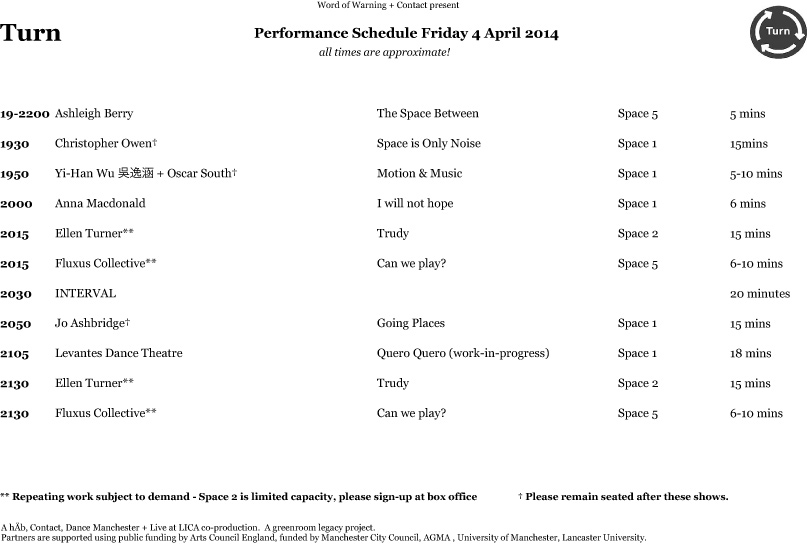 Word of Warning + Contact present
Turn
Performance Schedule Friday 4 April 2014
all times are approximate!
Turn
19-2200 Ashleigh Berry The Space Between Space 5 5 mins
1930 Christopher Owen† Space is Only Noise Space 1 15mins
1950 Yi-Han Wu 吳逸涵 + Oscar South† Motion & Music Space 1 5-10 mins
2000 Anna Macdonald I will not hope Space 1 6 mins
2015 Ellen Turner** Trudy Space 2 15 mins
2015 Fluxus Collective** Can we play? Space 5 6-10 mins
2030 INTERVAL 20 minutes
2050 Jo Ashbridge† Going Places Space 1 15 mins
2105 Levantes Dance Theatre Quero Quero (work-in-progress) Space 1 18 mins
2130 Ellen Turner** Trudy Space 2 15 mins
2130 Fluxus Collective** Can we play? Space 5 6-10 mins
** Repeating work subject to demand - Space 2 is limited capacity, please sign-up at box office † Please remain seated after these shows.
A hÄb, Contact, Dance Manchester + Live at LICA co-production. A greenroom legacy project.
Partners are supported using public funding by Arts Council England, funded by Manchester City Council, AGMA , University of Manchester, Lancaster University.